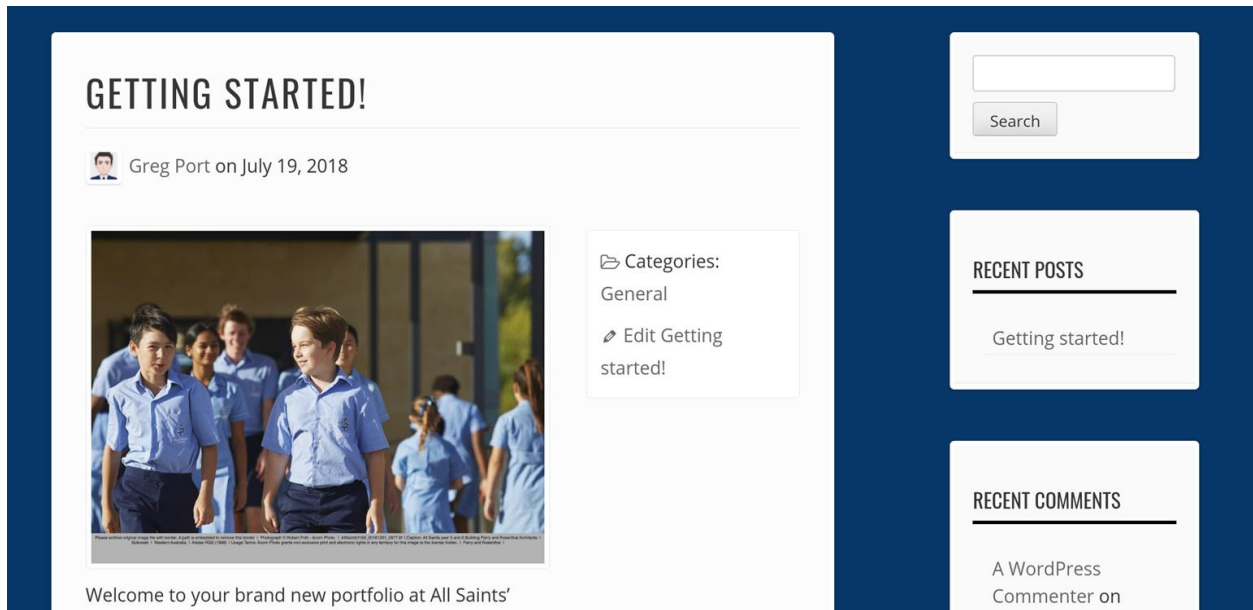 GETTING STARTED!
Greg Port on July 19, 2018
Categories:
General
Edit Getting
started!
Welcome to your brand new portfolio at All Saints’
Search
RECENT POSTS
Getting started!
RECENT COMMENTS
A WordPress
Commenter on